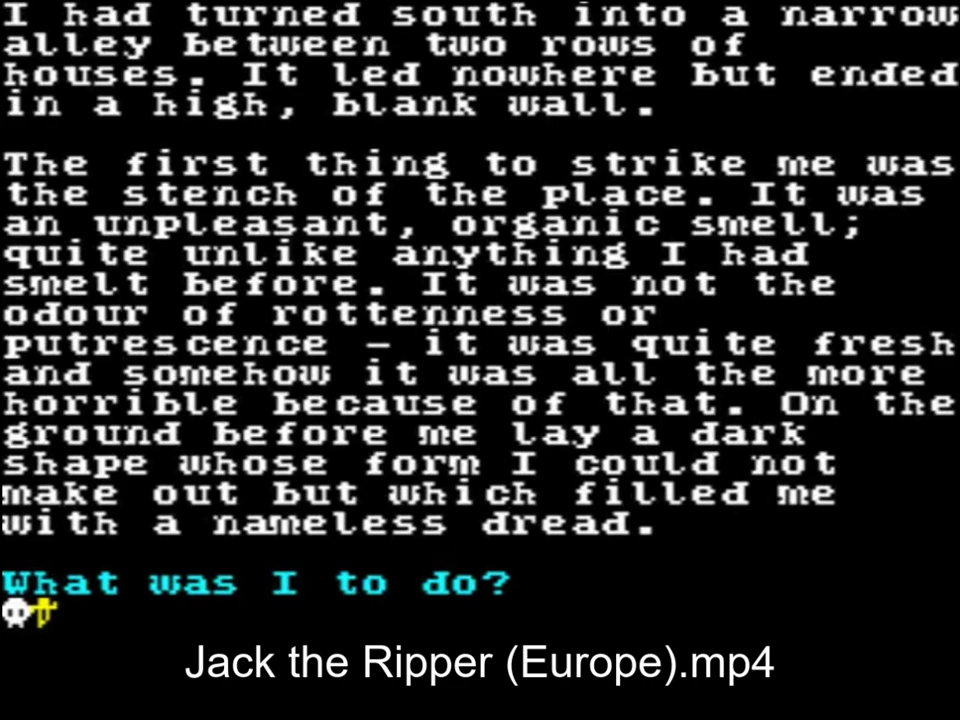 I had turned south into a narrow
alley between two rows of
houses. It led nowhere but ended
in a high, blank wall.
The first thing to strike me was
the stench of the place. It was
an unpleasant, organic smell;
quite unlike anything I had
smelt before. It was not the
odour of rottenness or
putrescence – it was quite fresh
and somehow it was all the more
horrible because of that. On the
ground before me lay a dark
shape whose form I could not
make out but which filled me
with a nameless dread.
What was I to do?
Jack the Ripper (Europe).mp4